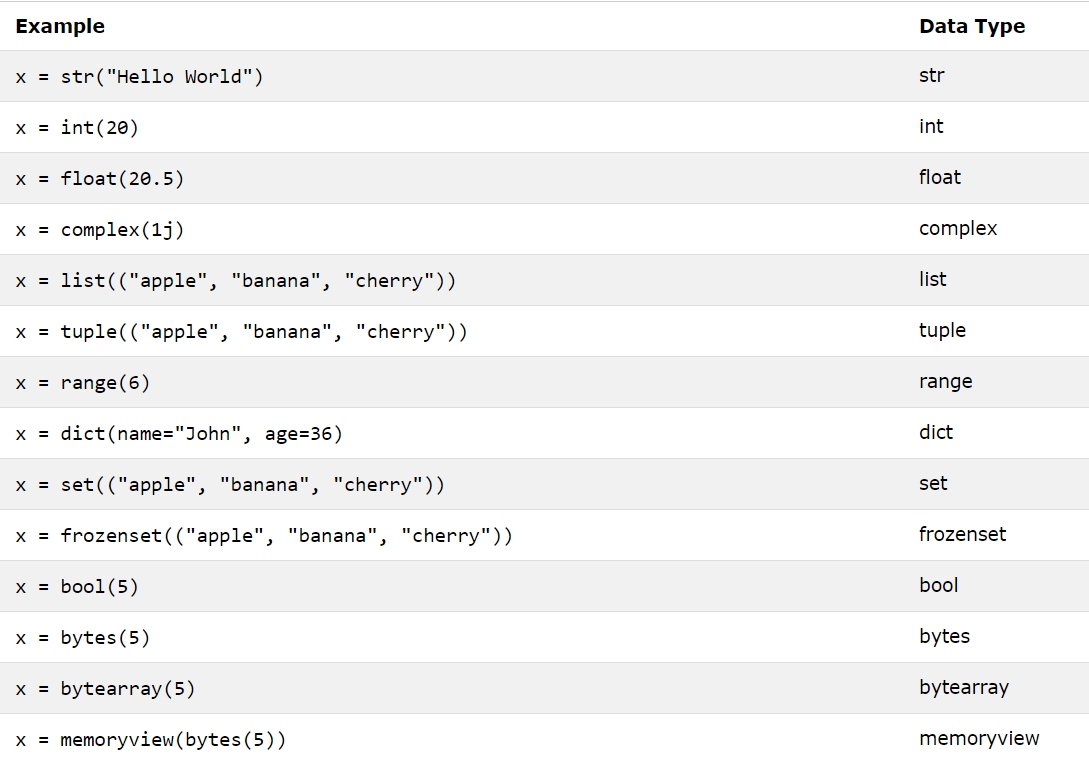 Example Data Type
x = str("Hello World") str
x = int(20) int
x = float(20.5) float
x = complex(1j) complex
x = list(("apple", "banana", "cherry")) list
x = tuple(("apple", "banana", "cherry")) tuple
x = range(6) range
x = dict(name="John", age=36) dict
x = set(("apple", "banana", "cherry")) set
x = frozenset(("apple", "banana", "cherry")) frozenset
x = bool(5) bool
x = bytes(5) bytes
x = bytearray(5) bytearray
x = memoryview(bytes(5)) memoryview